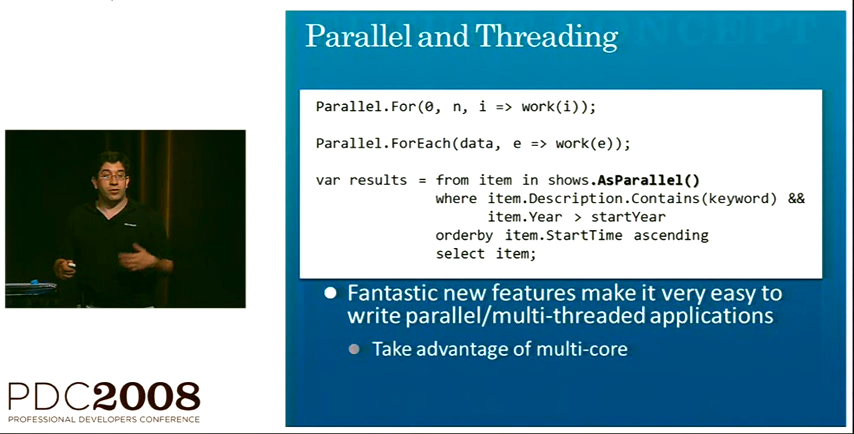 Parallel and Threading
Parallel.For(0, n, i => work(i));
Parallel.ForEach(data, e => work(e));
var results = from item in shows.AsParallel()
where item.Description.Contains(keyword) &&
item.Year > startYear
orderby item.StartTime ascending
select item;
Fantastic new features make it very easy to
write parallel/multi-threaded applications
Take advantage of multi-core
PDC2008
PROFESSIONAL DEVELOPERS CONFERENCE